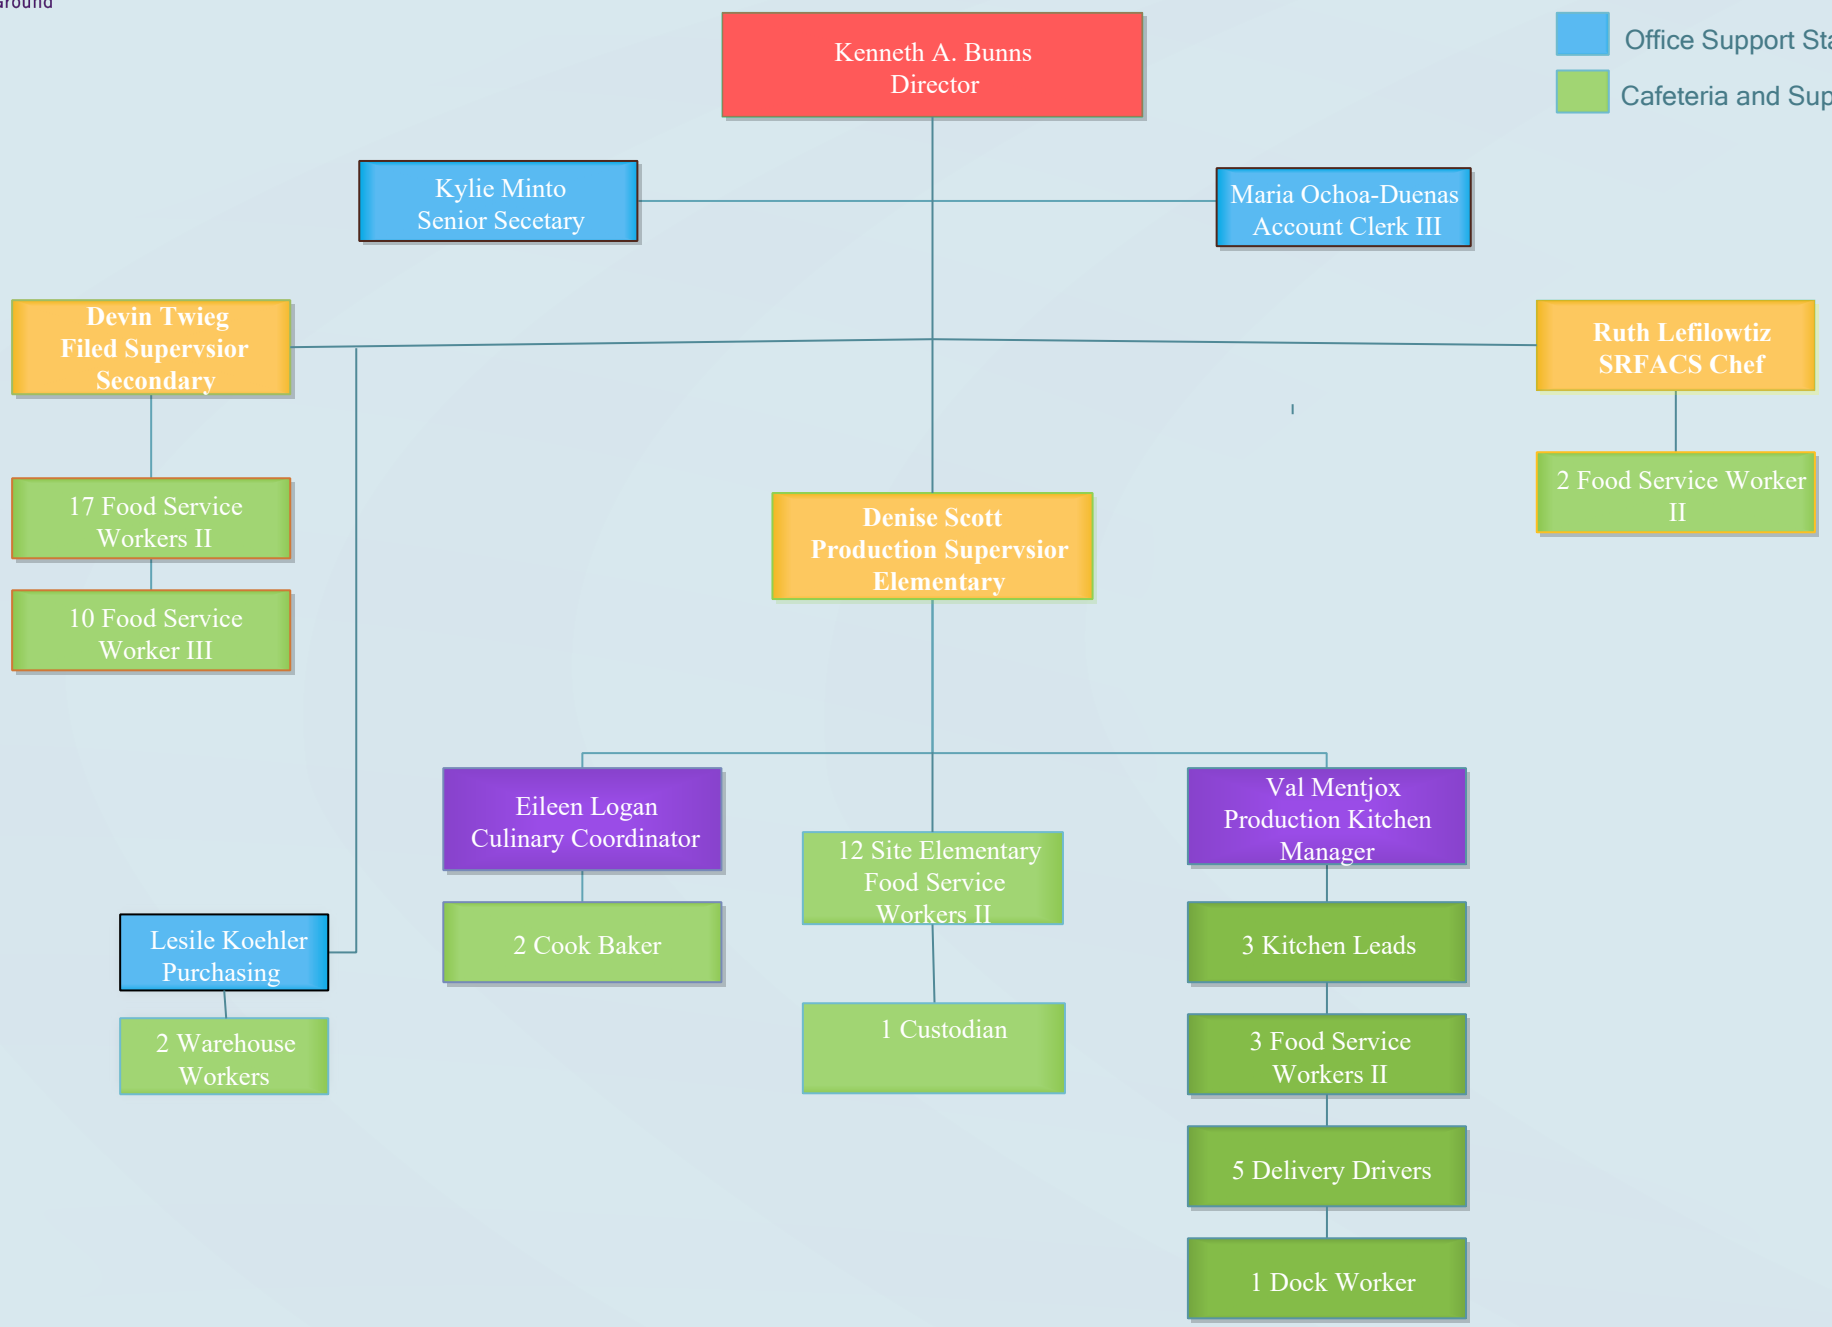 Ground
Kenneth A. Bunns
Director
Office Support Sta
Cafeteria and Sup
Kylie Minto
Senior Secetary
Maria Ochoa-Duenas
Account Clerk III
Devin Twieg
Filed Supervsior
Secondary
Ruth Lefilowtiz
SRFACS Chef
17 Food Service
Workers II
2 Food Service Worker
II
Denise Scott
Production Supervsior
Elementary
10 Food Service
Worker III
Eileen Logan
Culinary Coordinator
Val Mentjox
Production Kitchen
Manager
12 Site Elementary
Food Service
Workers II
Lesile Koehler
Purchasing
2 Cook Baker
3 Kitchen Leads
2 Warehouse
Workers
1 Custodian
3 Food Service
Workers II
5 Delivery Drivers
1 Dock Worker